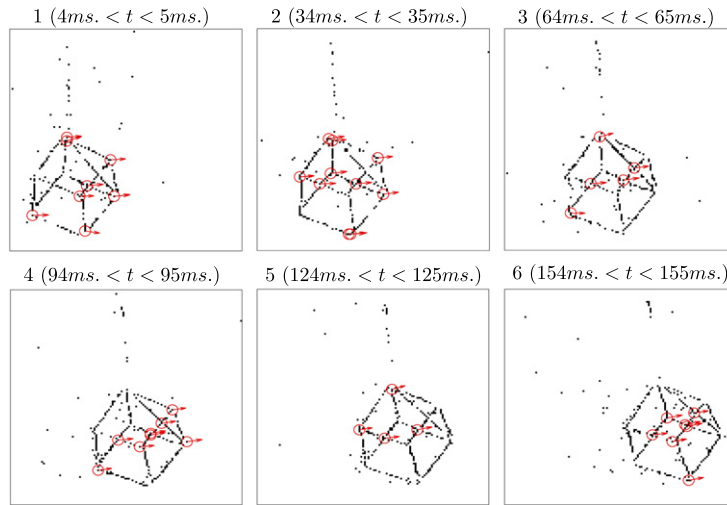 1 (4ms. < t < 5ms.)
2 (34ms. < t < 35ms.)
3 (64ms. < t < 65ms.)
4 (94ms. < t < 95ms.)
5 (124ms. < t < 125ms.)
6 (154ms. < t < 155ms.)